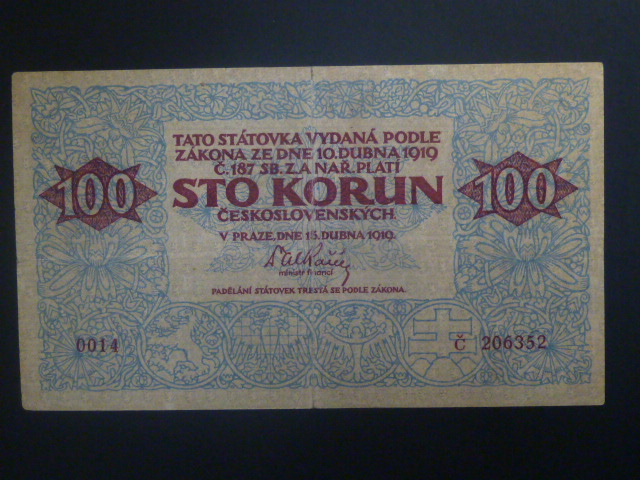 TATO STÁTOVKA VYDANÁ PODLE
ZÁKONA ZE DNE 10. DUBNA 1919
Č. 187 SB. Z. A NAŘ. PLATÍ
100 STO KORUN 100
ČESKOSLOVENSKÝCH.
V PRAZE, DNE 15. DUBNA 1919.
ministr financí
PADĚLÁNÍ STÁTOVEK TRESTÁ SE PODLE ZÁKONA.
0014 Č 206352